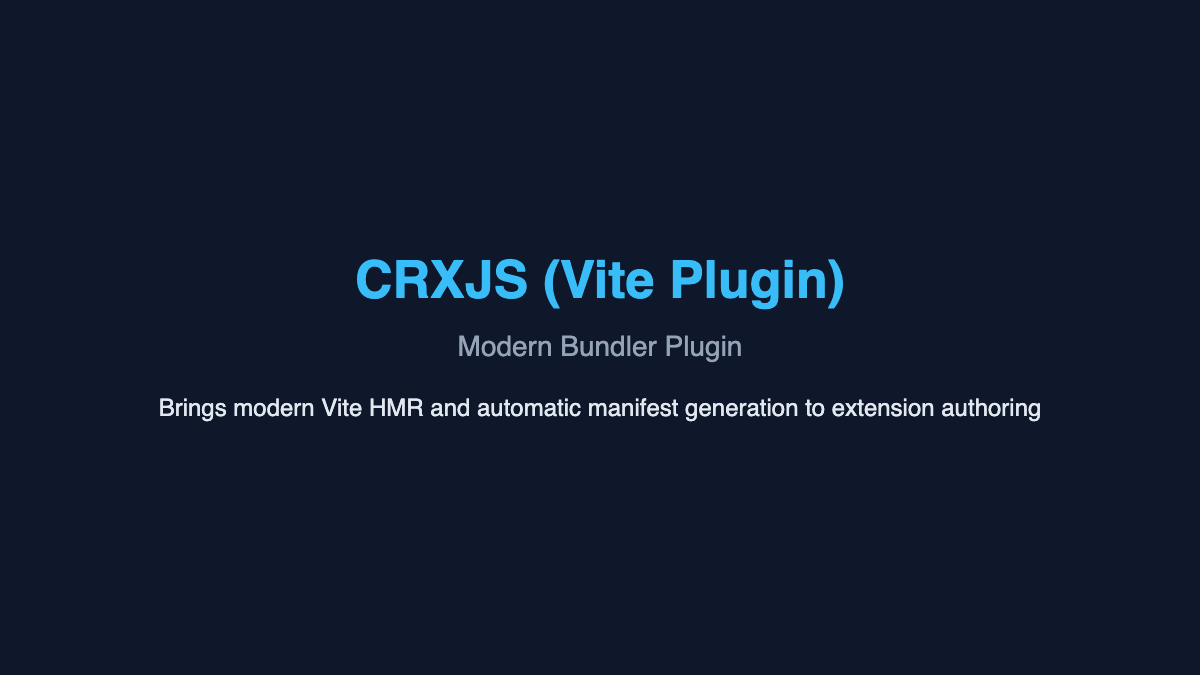 CRXJS (Vite Plugin)
Modern Bundler Plugin
Brings modern Vite HMR and automatic manifest generation to extension authoring